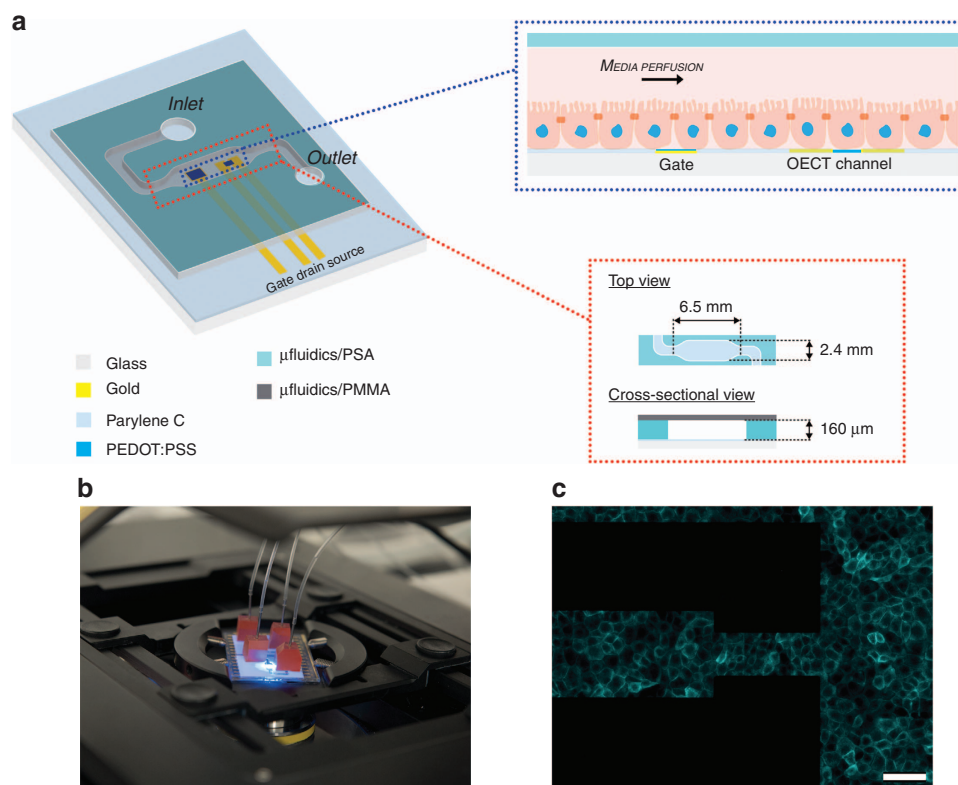 a
Inlet
Outlet
Gate drain source
MEDIA PERFUSION
Gate
OECT channel
Top view
6.5 mm
2.4 mm
Cross-sectional view
160 μm
Glass
Gold
Parylene C
PEDOT:PSS
μfluidics/PSA
μfluidics/PMMA
b
c